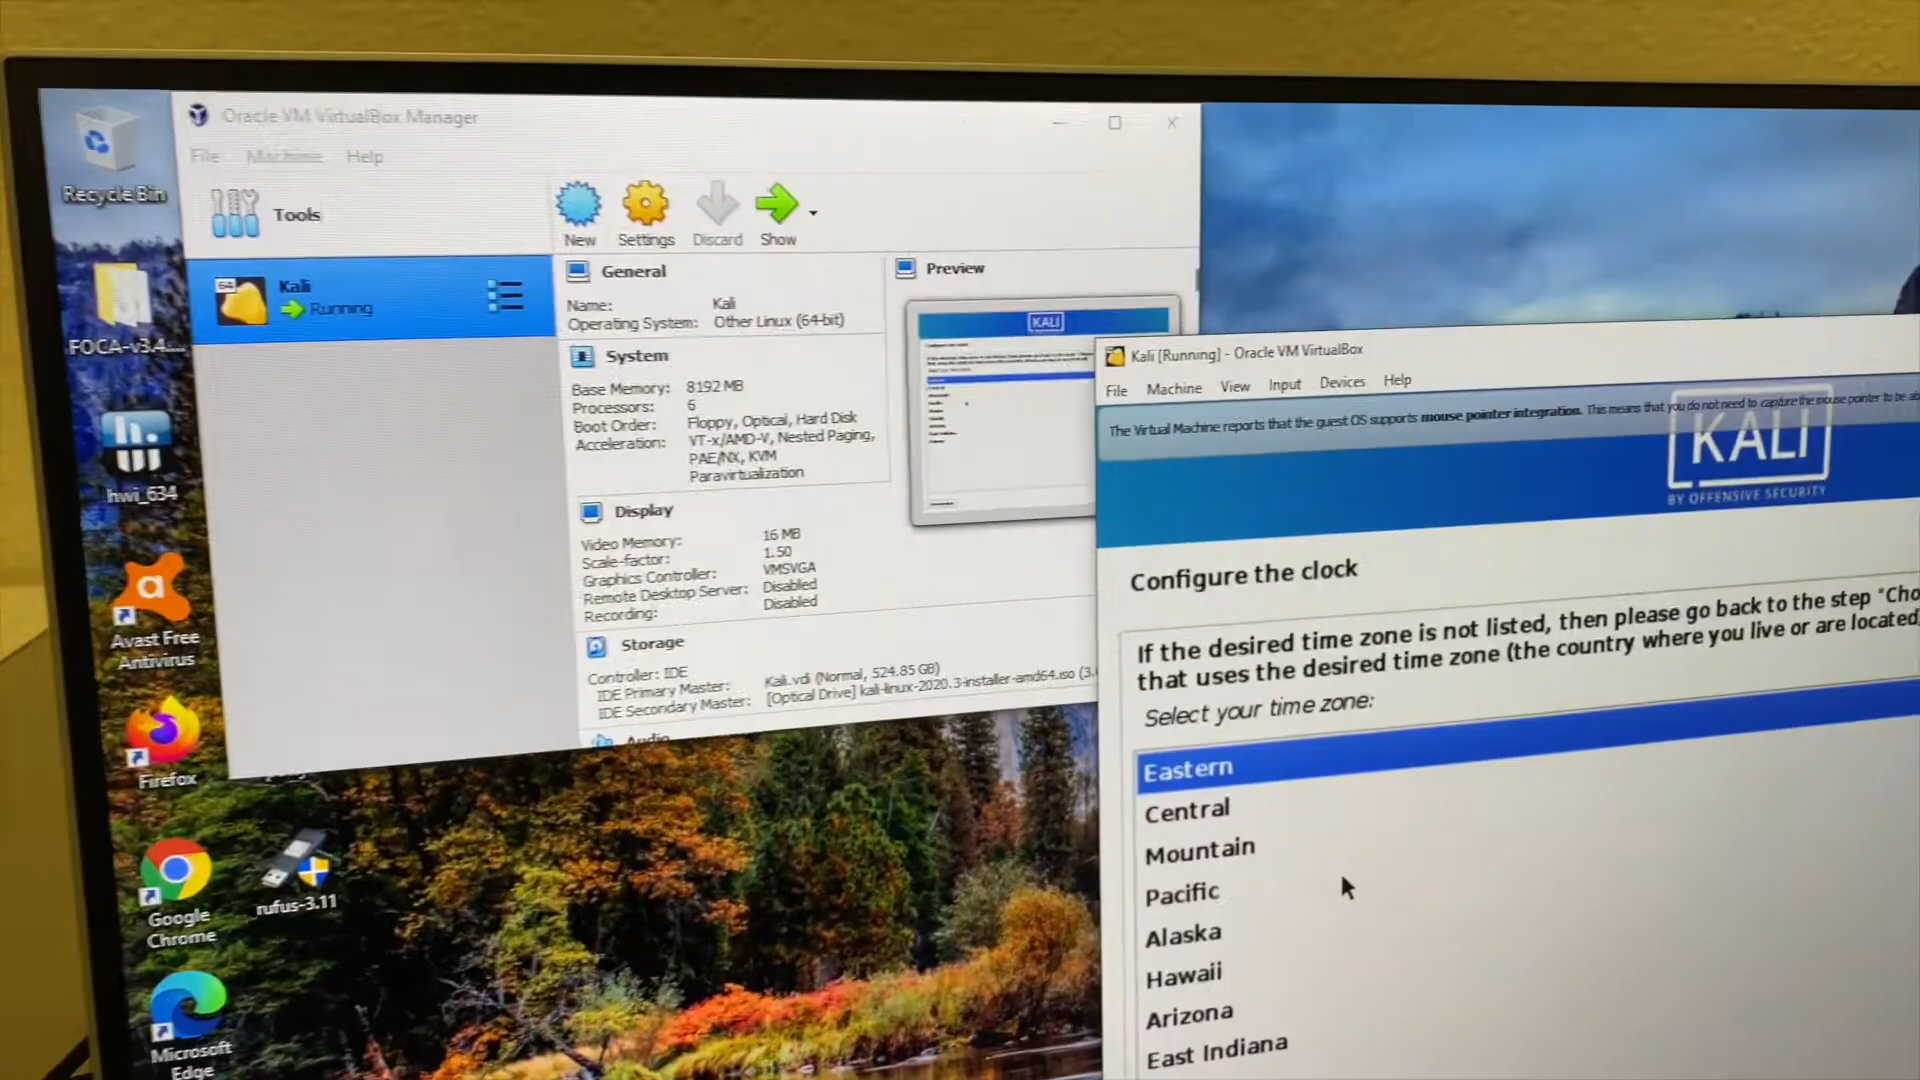 Recycle Bin
FOCA-v3.4....
hwi_634
Avast Free
Antivirus
Firefox
Google
Chrome
rufus-3.11
Microsoft
Edge
Oracle VM VirtualBox Manager
File Machine Help
Tools
New Settings Discard Show
64
Kali
Running
General
Name: Kali
Operating System: Other Linux (64-bit)
System
Base Memory: 8192 MB
Processors: 6
Boot Order: Floppy, Optical, Hard Disk
Acceleration: VT-x/AMD-V, Nested Paging,
PAE/NX, KVM
Paravirtualization
Display
Video Memory: 16 MB
Scale-factor: 1.50
Graphics Controller: VMSVGA
Remote Desktop Server: Disabled
Recording: Disabled
Storage
Controller: IDE
IDE Primary Master: Kali.vdi (Normal, 524.85 GB)
IDE Secondary Master: [Optical Drive] kali-linux-2020.3-installer-amd64.iso (3.
Audio
Preview
KALI
Kali [Running] - Oracle VM VirtualBox
File Machine View Input Devices Help
The Virtual Machine reports that the guest OS supports mouse pointer integration. This means that you do not need to capture the mouse pointer to be
KALI
BY OFFENSIVE SECURITY
Configure the clock
If the desired time zone is not listed, then please go back to the step "Cho
that uses the desired time zone (the country where you live or are located
Select your time zone:
Eastern
Central
Mountain
Pacific
Alaska
Hawaii
Arizona
East Indiana